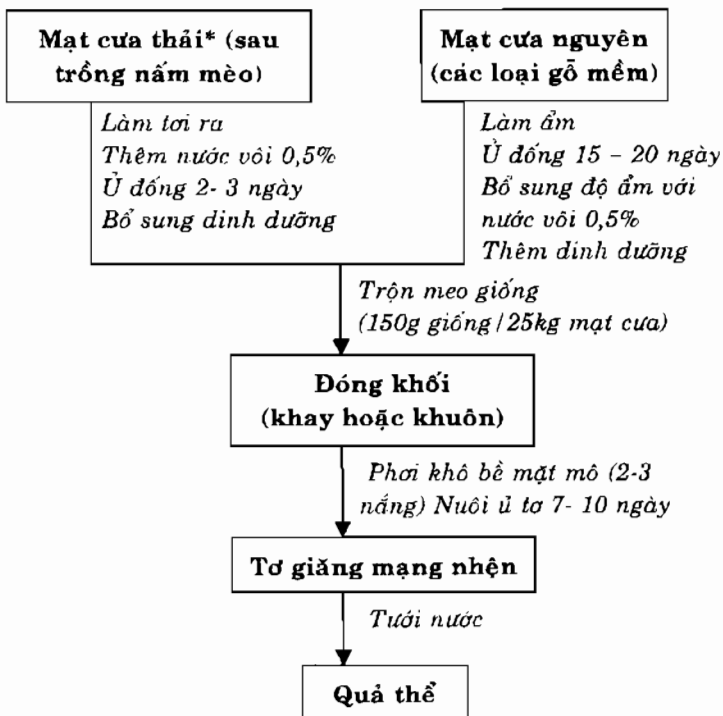 Mạt cưa thải* (sau
trồng nấm mèo)
Làm tơi ra
Thêm nước vôi 0,5%
Ủ đống 2- 3 ngày
Bổ sung dinh dưỡng
Mạt cưa nguyên
(các loại gỗ mềm)
Làm ẩm
Ủ đống 15 – 20 ngày
Bổ sung độ ẩm với
nước vôi 0,5%
Thêm dinh dưỡng
Trộn meo giống
(150g giống/25kg mạt cưa)
Đóng khối
(khay hoặc khuôn)
Phơi khô bề mặt mô (2-3
nắng) Nuôi ủ tơ 7- 10 ngày
Tơ giăng mạng nhện
Tưới nước
Quả thể